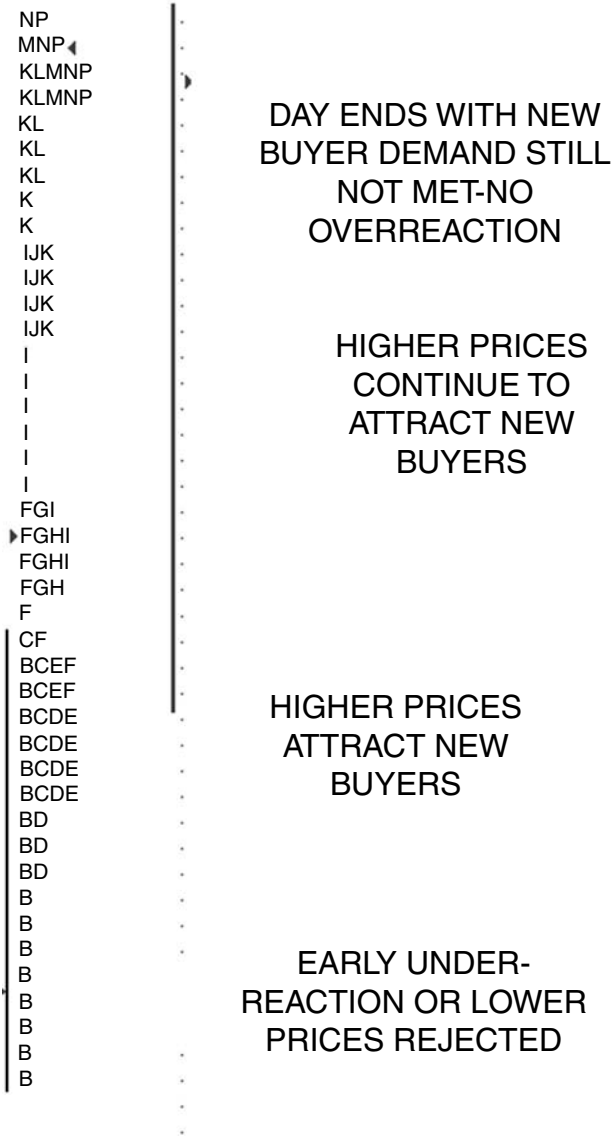 NP
MNP
KLMNP
KLMNP
KL
KL
KL
K
K
IJK
IJK
IJK
IJK
I
I
I
I
I
I
FGI
FGHI
FGHI
FGH
F
CF
BCEF
BCEF
BCDE
BCDE
BCDE
BCDE
BD
BD
BD
B
B
B
B
B
B
B
B
DAY ENDS WITH NEW
BUYER DEMAND STILL
NOT MET-NO
OVERREACTION
HIGHER PRICES
CONTINUE TO
ATTRACT NEW
BUYERS
HIGHER PRICES
ATTRACT NEW
BUYERS
EARLY UNDER-
REACTION OR LOWER
PRICES REJECTED